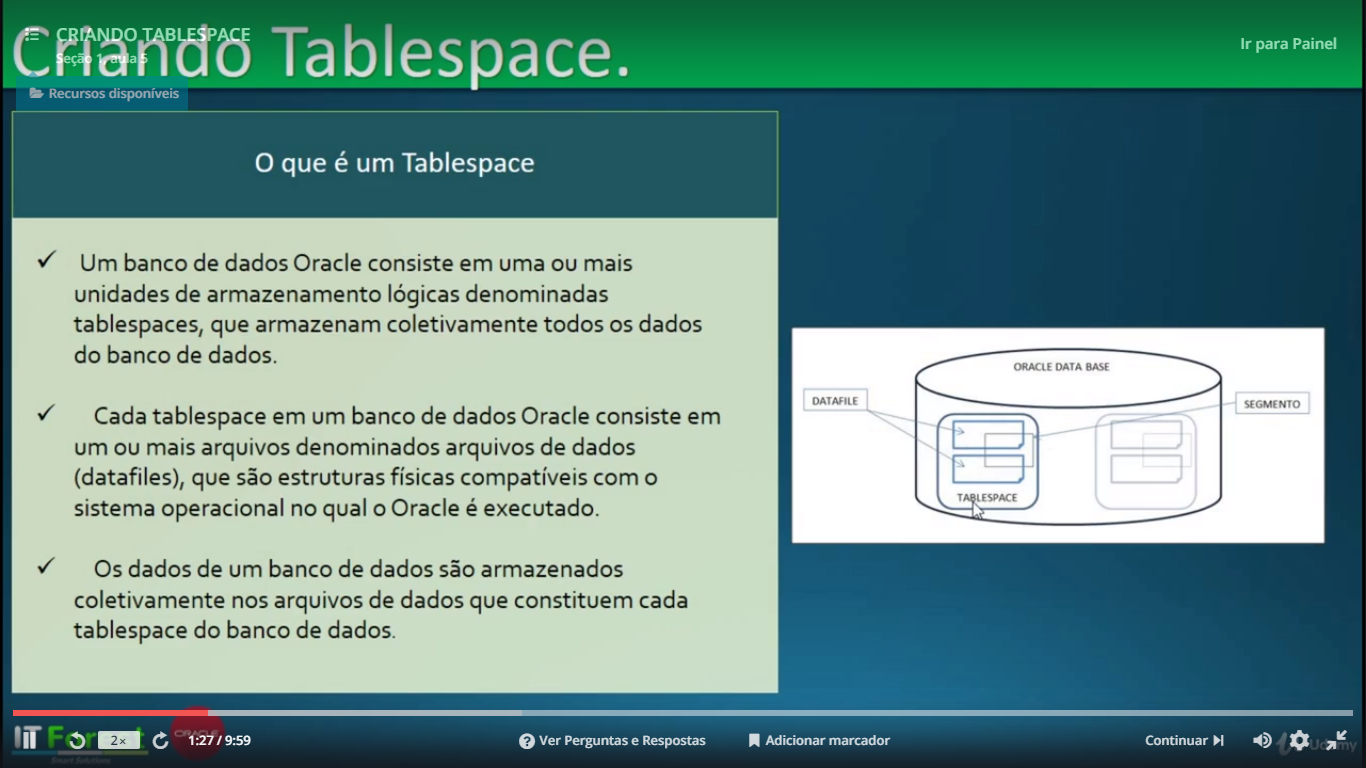 Criando Tablespace.
CRIANDO TABLESPACE
Seção 1, aula 5
Ir para Painel
Recursos disponíveis
O que é um Tablespace
✓ Um banco de dados Oracle consiste em uma ou mais
unidades de armazenamento lógicas denominadas
tablespaces, que armazenam coletivamente todos os dados
do banco de dados.
✓ Cada tablespace em um banco de dados Oracle consiste em
um ou mais arquivos denominados arquivos de dados
(datafiles), que são estruturas físicas compatíveis com o
sistema operacional no qual o Oracle é executado.
✓ Os dados de um banco de dados são armazenados
coletivamente nos arquivos de dados que constituem cada
tablespace do banco de dados.
ORACLE DATA BASE
DATAFILE
SEGMENTO
TABLESPACE
IT
Smart Solutions
ORACLE
2×
1:27 / 9:59
Ver Perguntas e Respostas
Adicionar marcador
Continuar
Udemy